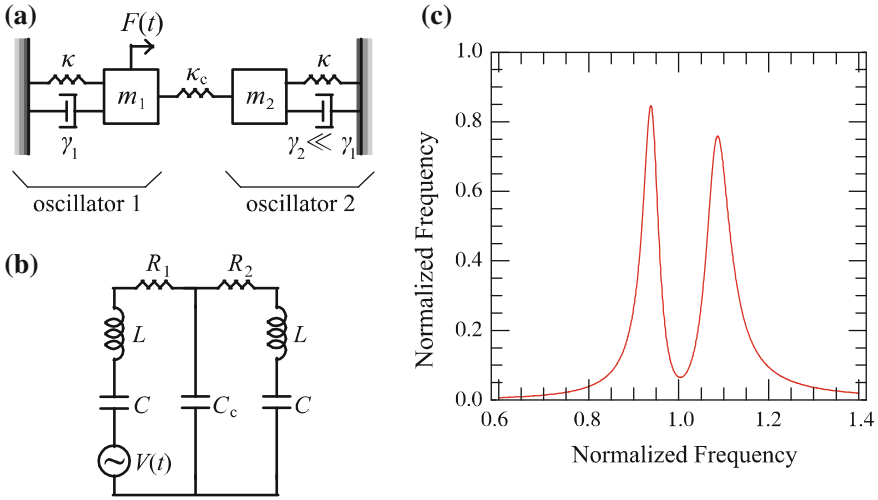 (a)
F(t)
κ
κc
κ
m1
m2
γ1
γ2≪ γ1
oscillator 1
oscillator 2
(b)
R1
R2
L
L
C
Cc
C
V(t)
(c)
Normalized Frequency
1.0
0.8
0.6
0.4
0.2
0.0
0.6
0.8
1.0
1.2
1.4
Normalized Frequency